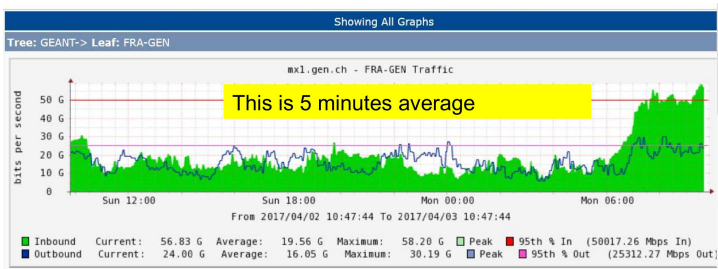 Showing All Graphs
Tree: GEANT-> Leaf: FRA-GEN
mx1.gen.ch - FRA-GEN Traffic
This is 5 minutes average
bits per second
50 G
40 G
30 G
20 G
10 G
0
Sun 12:00 Sun 18:00 Mon 00:00 Mon 06:00
From 2017/04/02 10:47:44 To 2017/04/03 10:47:44
Inbound Current: 56.83 G Average: 19.56 G Maximum: 58.20 G Peak 95th % In (50017.26 Mbps In)
Outbound Current: 24.00 G Average: 16.05 G Maximum: 30.19 G Peak 95th % Out (25312.27 Mbps Out)